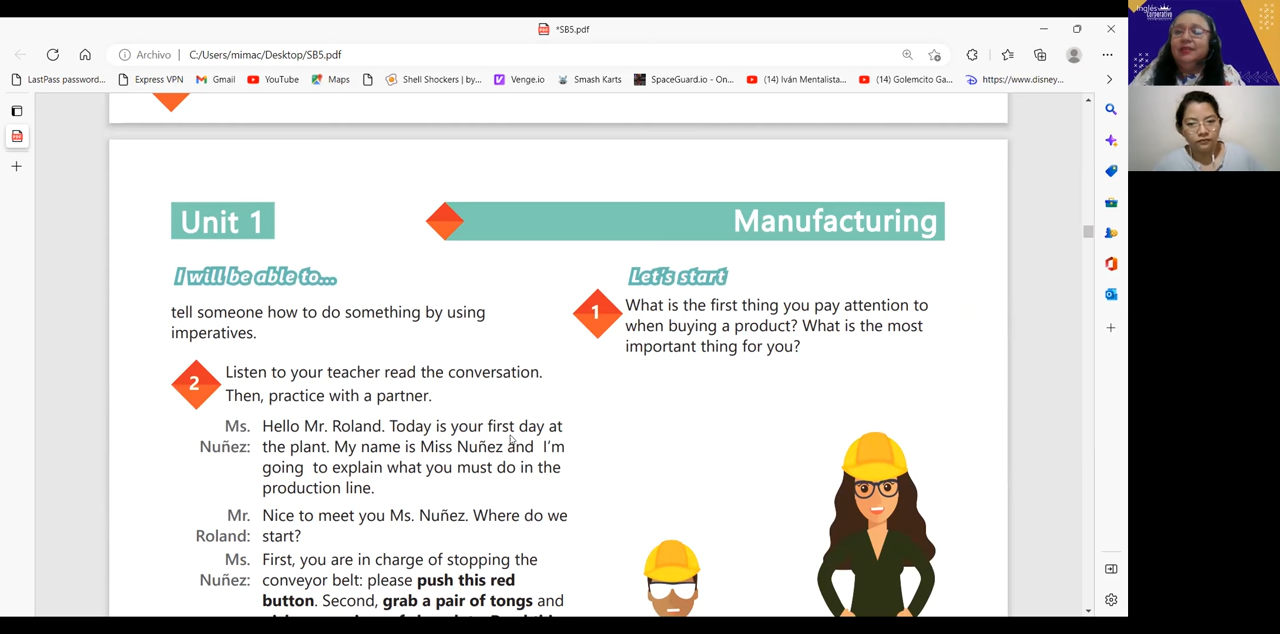 *SB5.pdf
Archivo | C:/Users/mimac/Desktop/SB5.pdf
LastPass password... Express VPN Gmail YouTube Maps Shell Shockers | by... Venge.io Smash Karts SpaceGuard.io - On... (14) Iván Mentalista... (14) Golemcito Ga... https://www.disney...
Inglés
Corporativo
Unit 1
Manufacturing
I will be able to...
tell someone how to do something by using
imperatives.
Let's start
1 What is the first thing you pay attention to
when buying a product? What is the most
important thing for you?
2 Listen to your teacher read the conversation.
Then, practice with a partner.
Ms. Hello Mr. Roland. Today is your first day at
Nuñez: the plant. My name is Miss Nuñez and I'm
going to explain what you must do in the
production line.
Mr. Nice to meet you Ms. Nuñez. Where do we
Roland: start?
Ms. First, you are in charge of stopping the
Nuñez: conveyor belt: please push this red
button. Second, grab a pair of tongs and